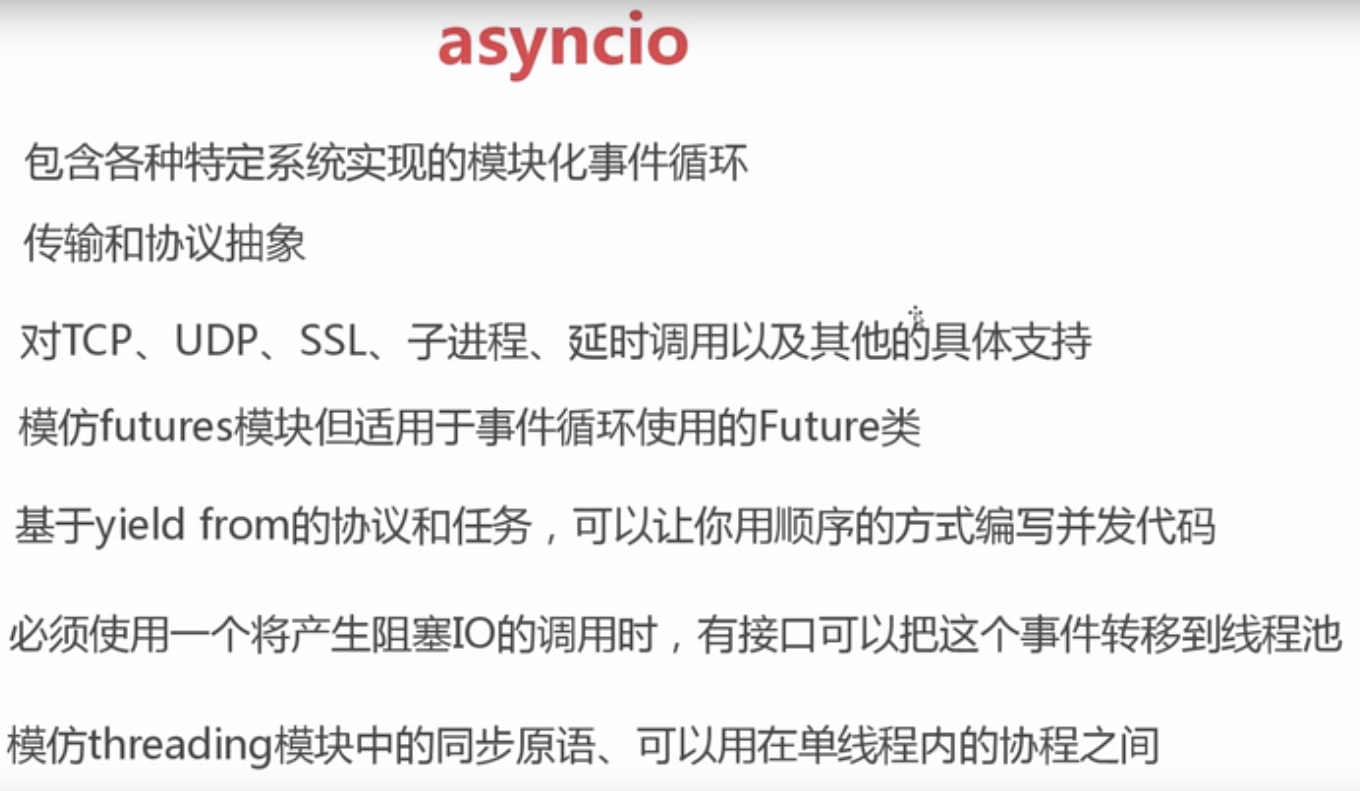 asyncio
包含各种特定系统实现的模块化事件循环
传输和协议抽象
对TCP、UDP、SSL、子进程、延时调用以及其他的具体支持
模仿futures模块但适用于事件循环使用的Future类
基于yield from的协议和任务，可以让你用顺序的方式编写并发代码
必须使用一个将产生阻塞IO的调用时，有接口可以把这个事件转移到线程池
模仿threading模块中的同步原语、可以用在单线程内的协程之间